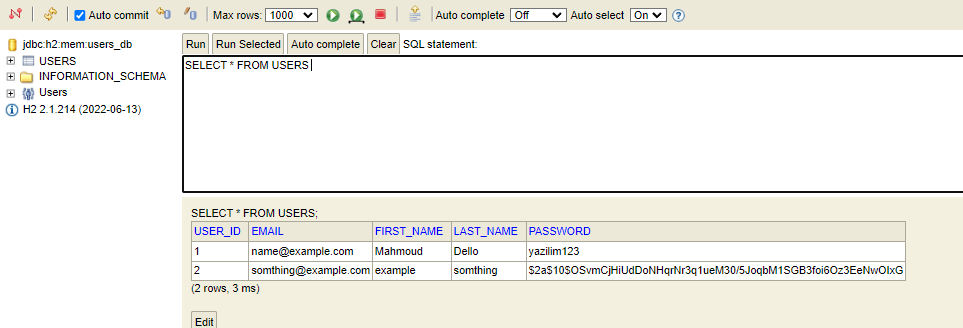 Auto commit Max rows: 1000 Auto complete Off Auto select On
jdbc:h2:mem:users_db
USERS
INFORMATION_SCHEMA
Users
H2 2.1.214 (2022-06-13)
Run Run Selected Auto complete Clear SQL statement:
SELECT * FROM USERS
SELECT * FROM USERS;
USER_ID EMAIL FIRST_NAME LAST_NAME PASSWORD
1 name@example.com Mahmoud Dello yazilim123
2 somthing@example.com example somthing $2a$10$OSvmCjHiUdDoNHqrNr3q1ueM30/5JoqbM1SGB3foi6Oz3EeNwOIxG
(2 rows, 3 ms)
Edit